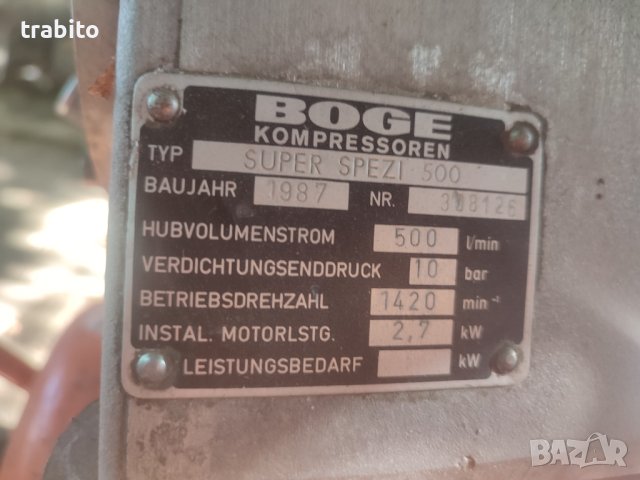 trabito
BOGE
KOMPRESSOREN
TYP SUPER SPEZI 500
BAUJAHR 1987 NR.
HUBVOLUMENSTROM 500 l/min
VERDICHTUNGSENDDRUCK 10 bar
BETRIEBSDREHZAHL 1420 min⁻¹
INSTAL. MOTORLSTG. 2,7 kW
LEISTUNGSBEDARF kW
BAZAR